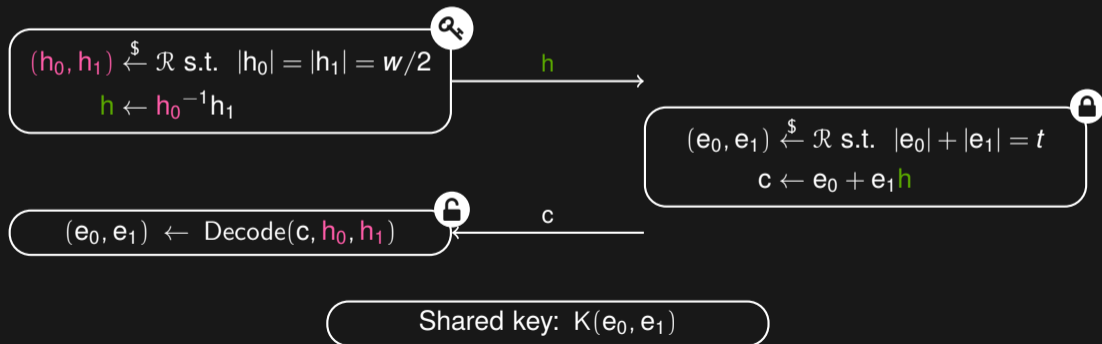 (h₀, h₁) $← ℛ s.t. |h₀| = |h₁| = w/2
h ← h₀⁻¹h₁
h
(e₀, e₁) $← ℛ s.t. |e₀| + |e₁| = t
c ← e₀ + e₁h
c
(e₀, e₁) ← Decode(c, h₀, h₁)
Shared key: K(e₀, e₁)